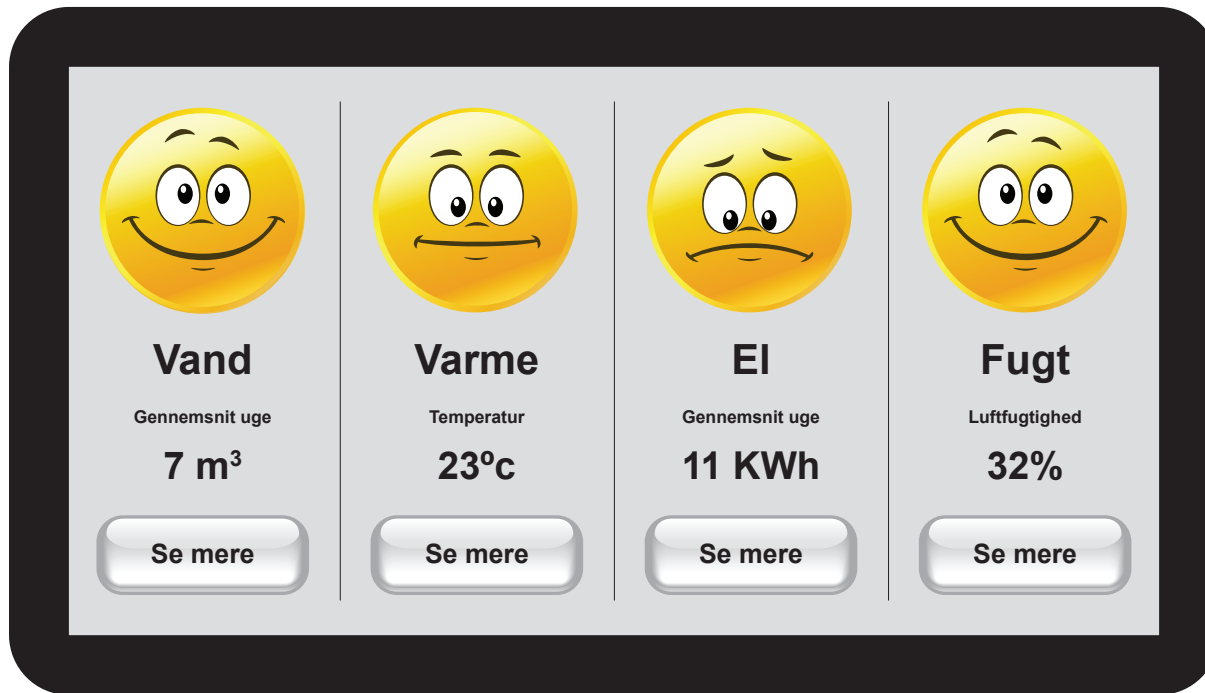 Vand
Gennemsnit uge
7 m³
Se mere
Varme
Temperatur
23ºc
Se mere
El
Gennemsnit uge
11 KWh
Se mere
Fugt
Luftfugtighed
32%
Se mere